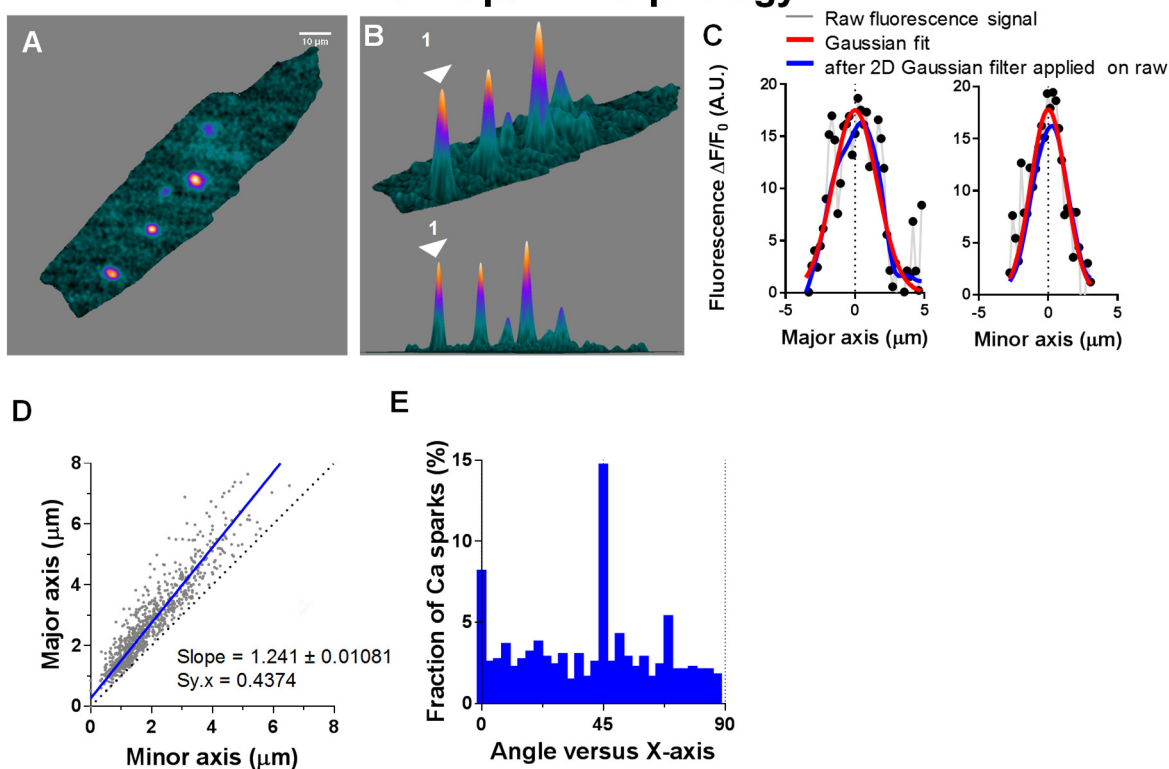 A
10 µm
B
1
1
C
Raw fluorescence signal
Gaussian fit
after 2D Gaussian filter applied on raw
Fluorescence ΔF/F0 (A.U.)
20
15
10
5
0
-5 0 5
Major axis (µm)
20
15
10
5
0
-5 0 5
Minor axis (µm)
D
Major axis (µm)
8
6
4
2
0
0 2 4 6 8
Slope = 1.241 ± 0.01081
Sy.x = 0.4374
Minor axis (µm)
E
Fraction of Ca sparks (%)
15
10
5
0
0 45 90
Angle versus X-axis